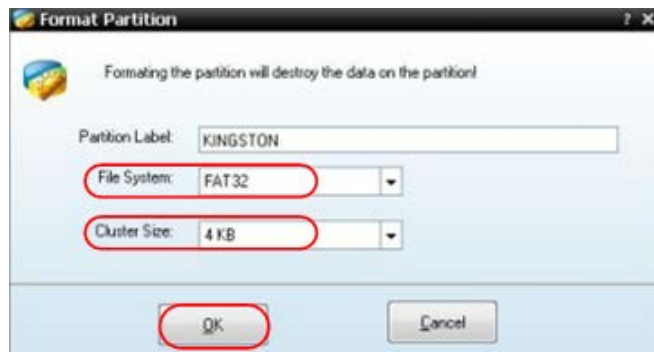 Format Partition ? X
Formating the partition will destroy the data on the partition!
Partition Label: KINGSTON
File System: FAT32
Cluster Size: 4 KB
OK Cancel